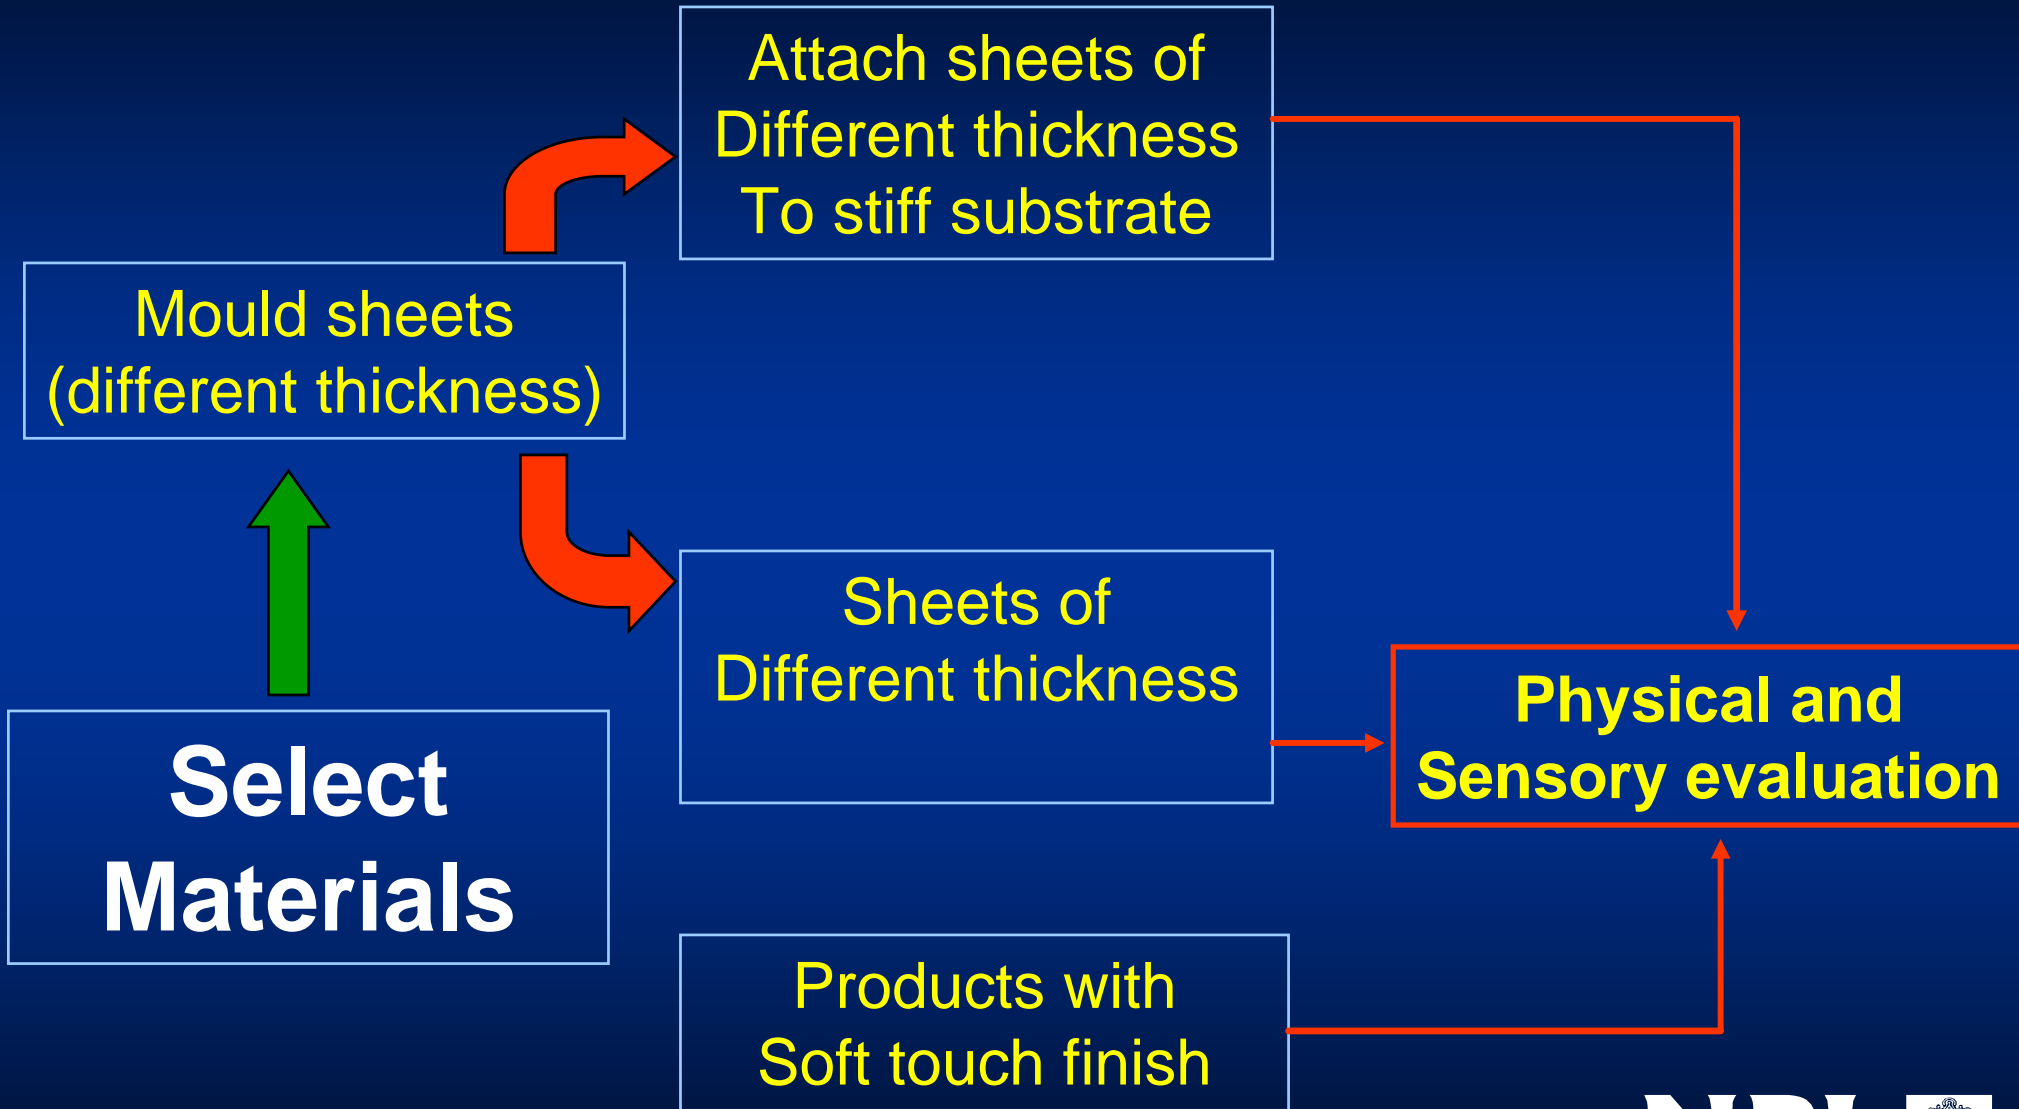 Attach sheets of
Different thickness
To stiff substrate
Mould sheets
(different thickness)
Sheets of
Different thickness
Physical and
Sensory evaluation
Select
Materials
Products with
Soft touch finish